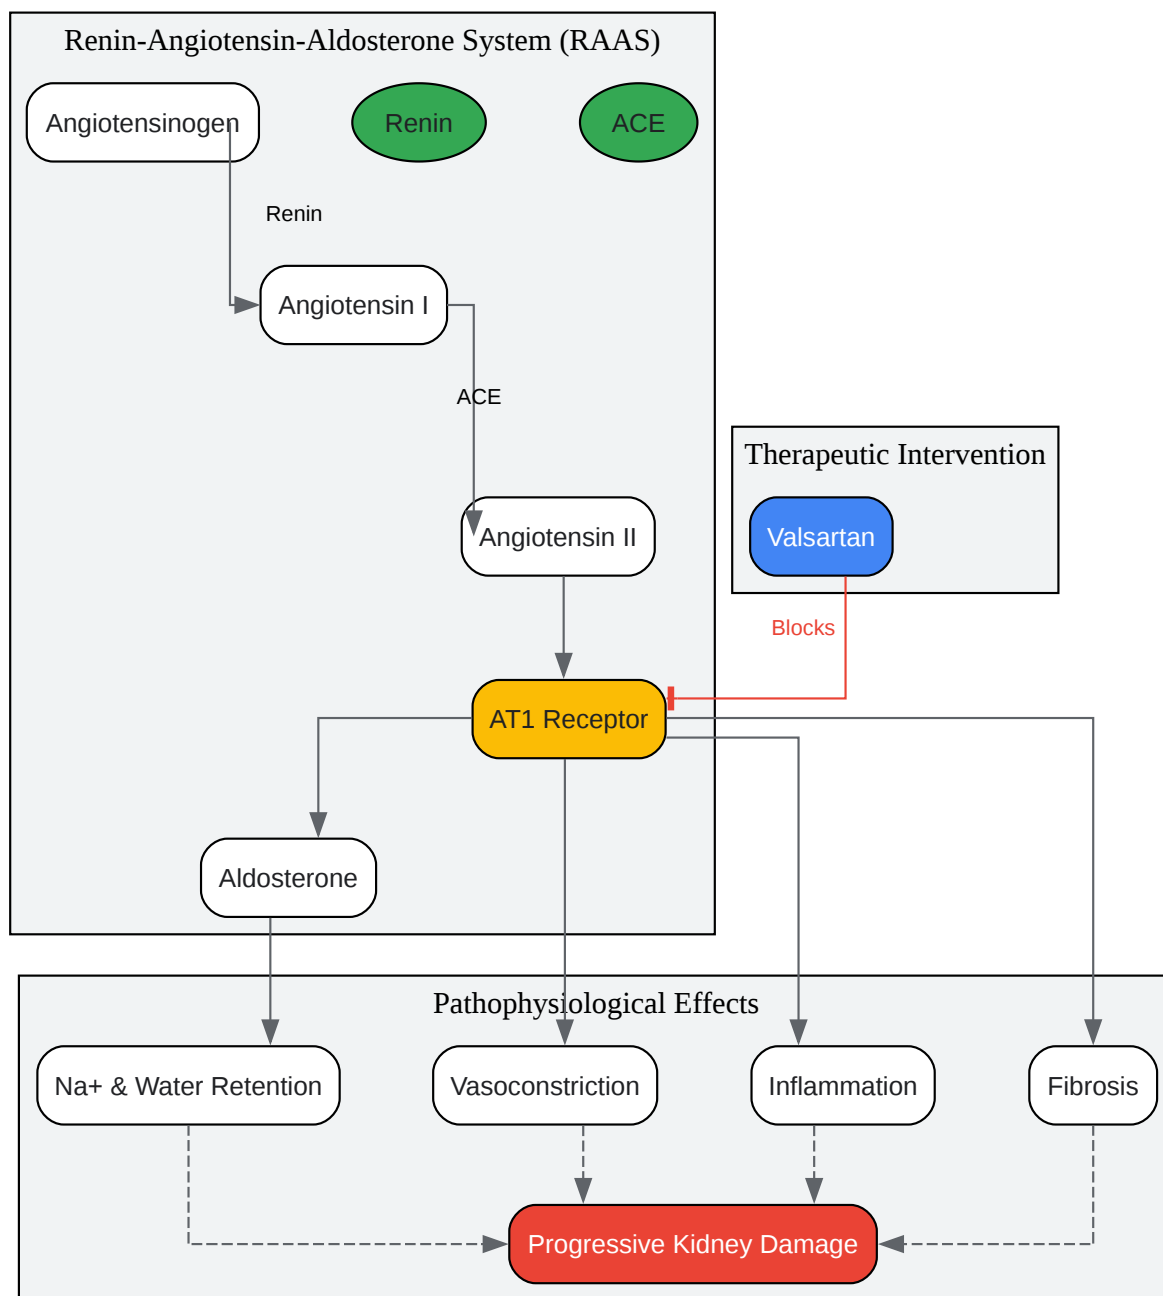 Renin-Angiotensin-Aldosterone System (RAAS)
Angiotensinogen
Renin
ACE
Renin
Angiotensin I
ACE
Therapeutic Intervention
Angiotensin II
Valsartan
Blocks
AT1 Receptor
Aldosterone
Pathophysiological Effects
Na+ & Water Retention
Vasoconstriction
Inflammation
Fibrosis
Progressive Kidney Damage